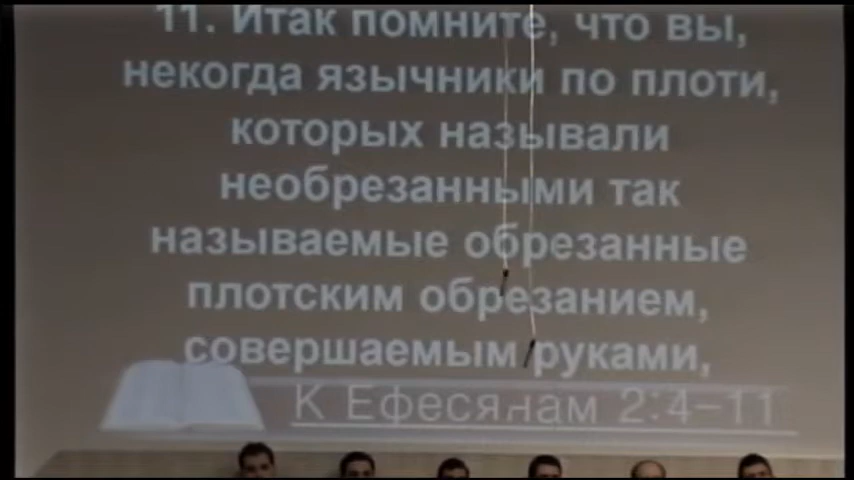 11. Итак помните, что вы,
некогда язычники по плоти,
которых называли
необрезанными так
называемые обрезанные
плотским обрезанием,
совершаемым руками,
К Ефесянам 2:4–11